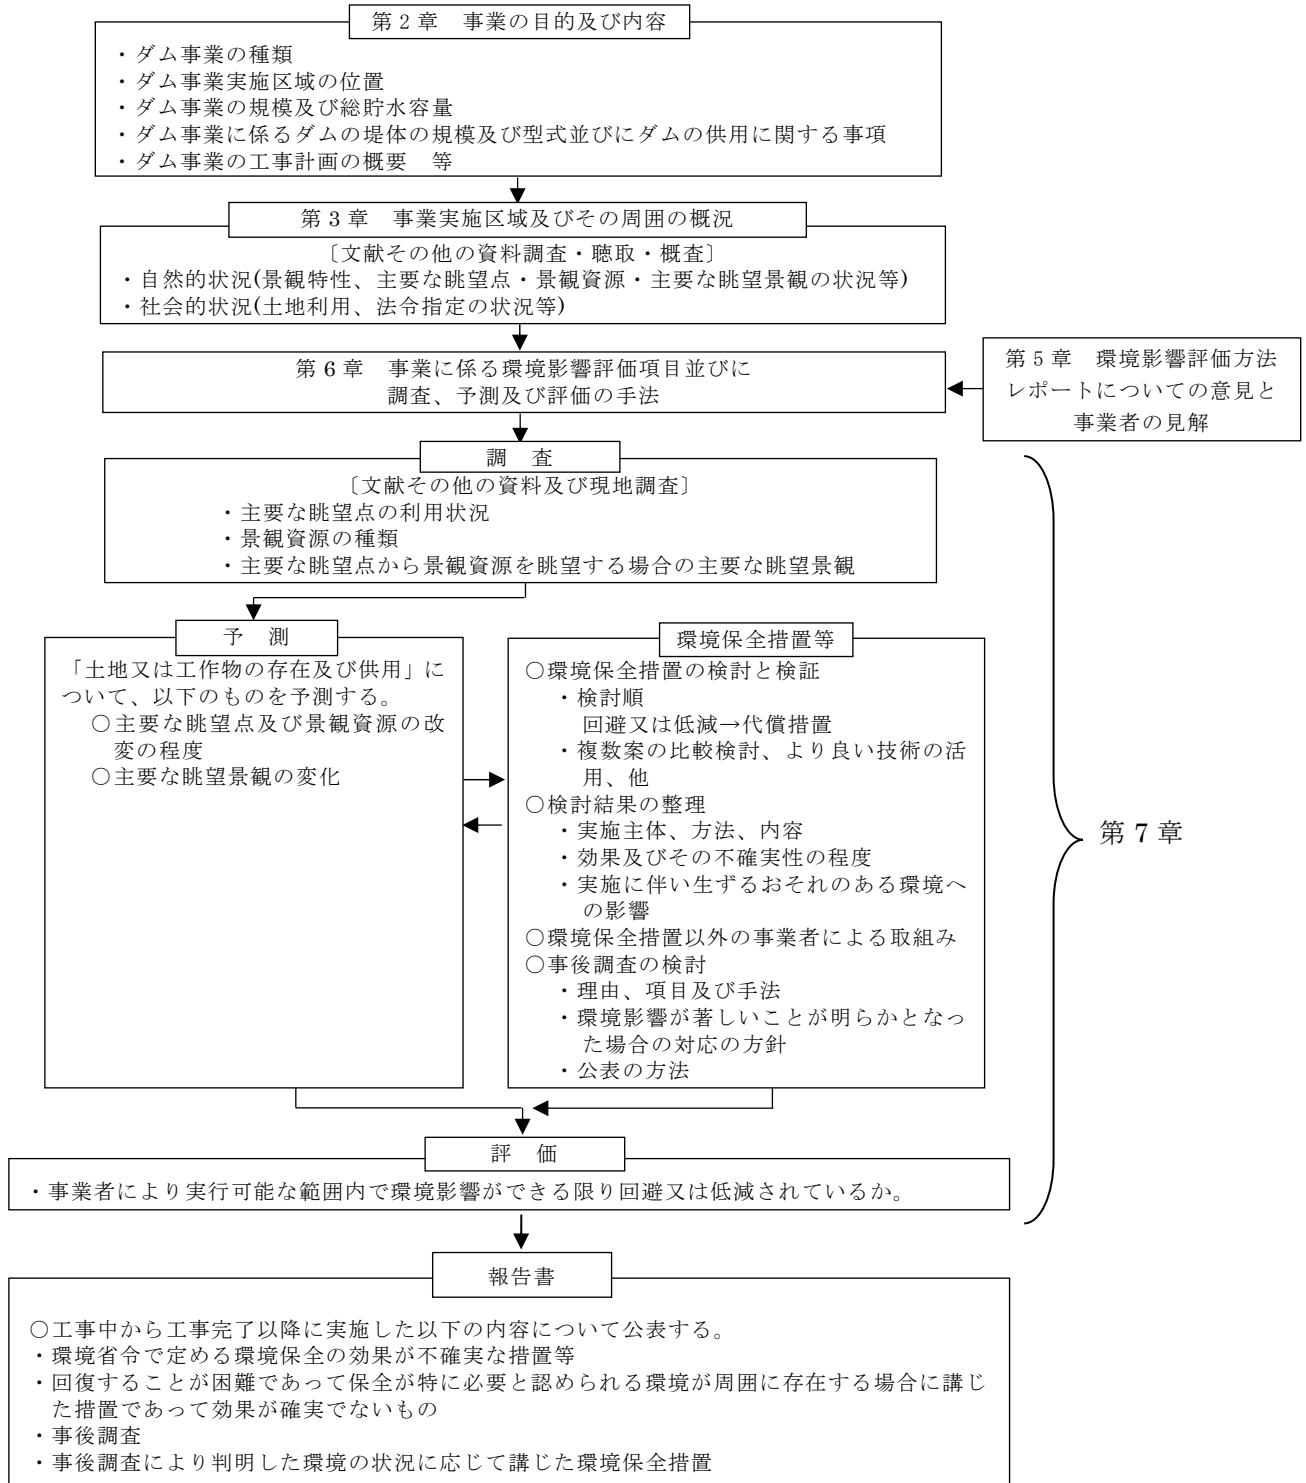 第2章　事業の目的及び内容
・ダム事業の種類
・ダム事業実施区域の位置
・ダム事業の規模及び総貯水容量
・ダム事業に係るダムの堤体の規模及び型式並びにダムの供用に関する事項
・ダム事業の工事計画の概要　等
第3章　事業実施区域及びその周囲の概況
〔文献その他の資料調査・聴取・概査〕
・自然的状況(景観特性、主要な眺望点・景観資源・主要な眺望景観の状況等)
・社会的状況(土地利用、法令指定の状況等)
第6章　事業に係る環境影響評価項目並びに
調査、予測及び評価の手法
第5章　環境影響評価方法
レポートについての意見と
事業者の見解
調　査
〔文献その他の資料及び現地調査〕
・主要な眺望点の利用状況
・景観資源の種類
・主要な眺望点から景観資源を眺望する場合の主要な眺望景観
予　測
「土地又は工作物の存在及び供用」に
ついて、以下のものを予測する。
○主要な眺望点及び景観資源の改
変の程度
○主要な眺望景観の変化
環境保全措置等
○環境保全措置の検討と検証
・検討順
回避又は低減→代償措置
・複数案の比較検討、より良い技術の活
用、他
○検討結果の整理
・実施主体、方法、内容
・効果及びその不確実性の程度
・実施に伴い生ずるおそれのある環境へ
の影響
○環境保全措置以外の事業者による取組み
○事後調査の検討
・理由、項目及び手法
・環境影響が著しいことが明らかとなっ
た場合の対応の方針
・公表の方法
第7章
評　価
・事業者により実行可能な範囲内で環境影響ができる限り回避又は低減されているか。
報告書
○工事中から工事完了以降に実施した以下の内容について公表する。
・環境省令で定める環境保全の効果が不確実な措置等
・回復することが困難であって保全が特に必要と認められる環境が周囲に存在する場合に講じ
た措置であって効果が確実でないもの
・事後調査
・事後調査により判明した環境の状況に応じて講じた環境保全措置